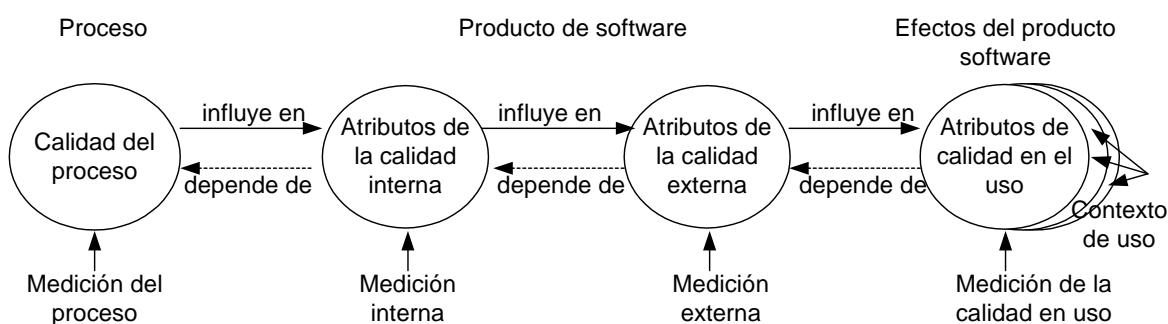 Proceso
Producto de software
Efectos del producto
software
influye en
influye en
influye en
Calidad del
proceso
Atributos de
la calidad
interna
Atributos de
la calidad
externa
Atributos de
calidad en el
uso
depende de
depende de
depende de
Contexto
de uso
Medición del
proceso
Medición
interna
Medición
externa
Medición de la
calidad en uso